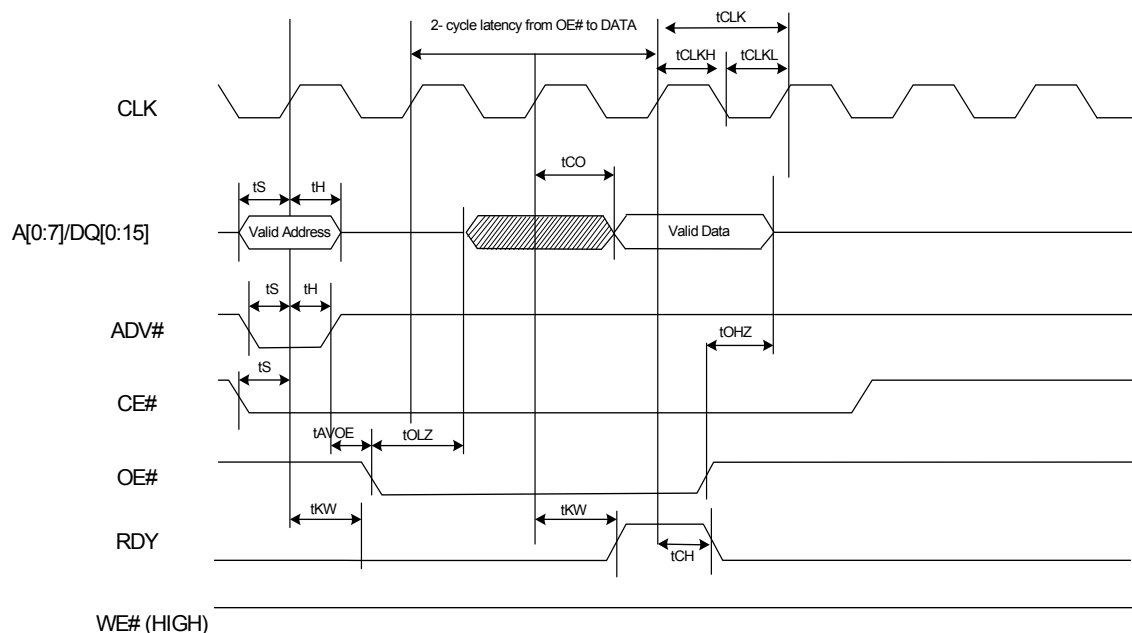 2- cycle latency from OE# to DATA
tCLK
tCLKH
tCLKL
CLK
tCO
tS
tH
A[0:7]/DQ[0:15]
Valid Address
Valid Data
tS
tH
ADV#
tOHZ
tS
CE#
tAVOE
tOLZ
OE#
tKW
tKW
RDY
tCH
WE# (HIGH)